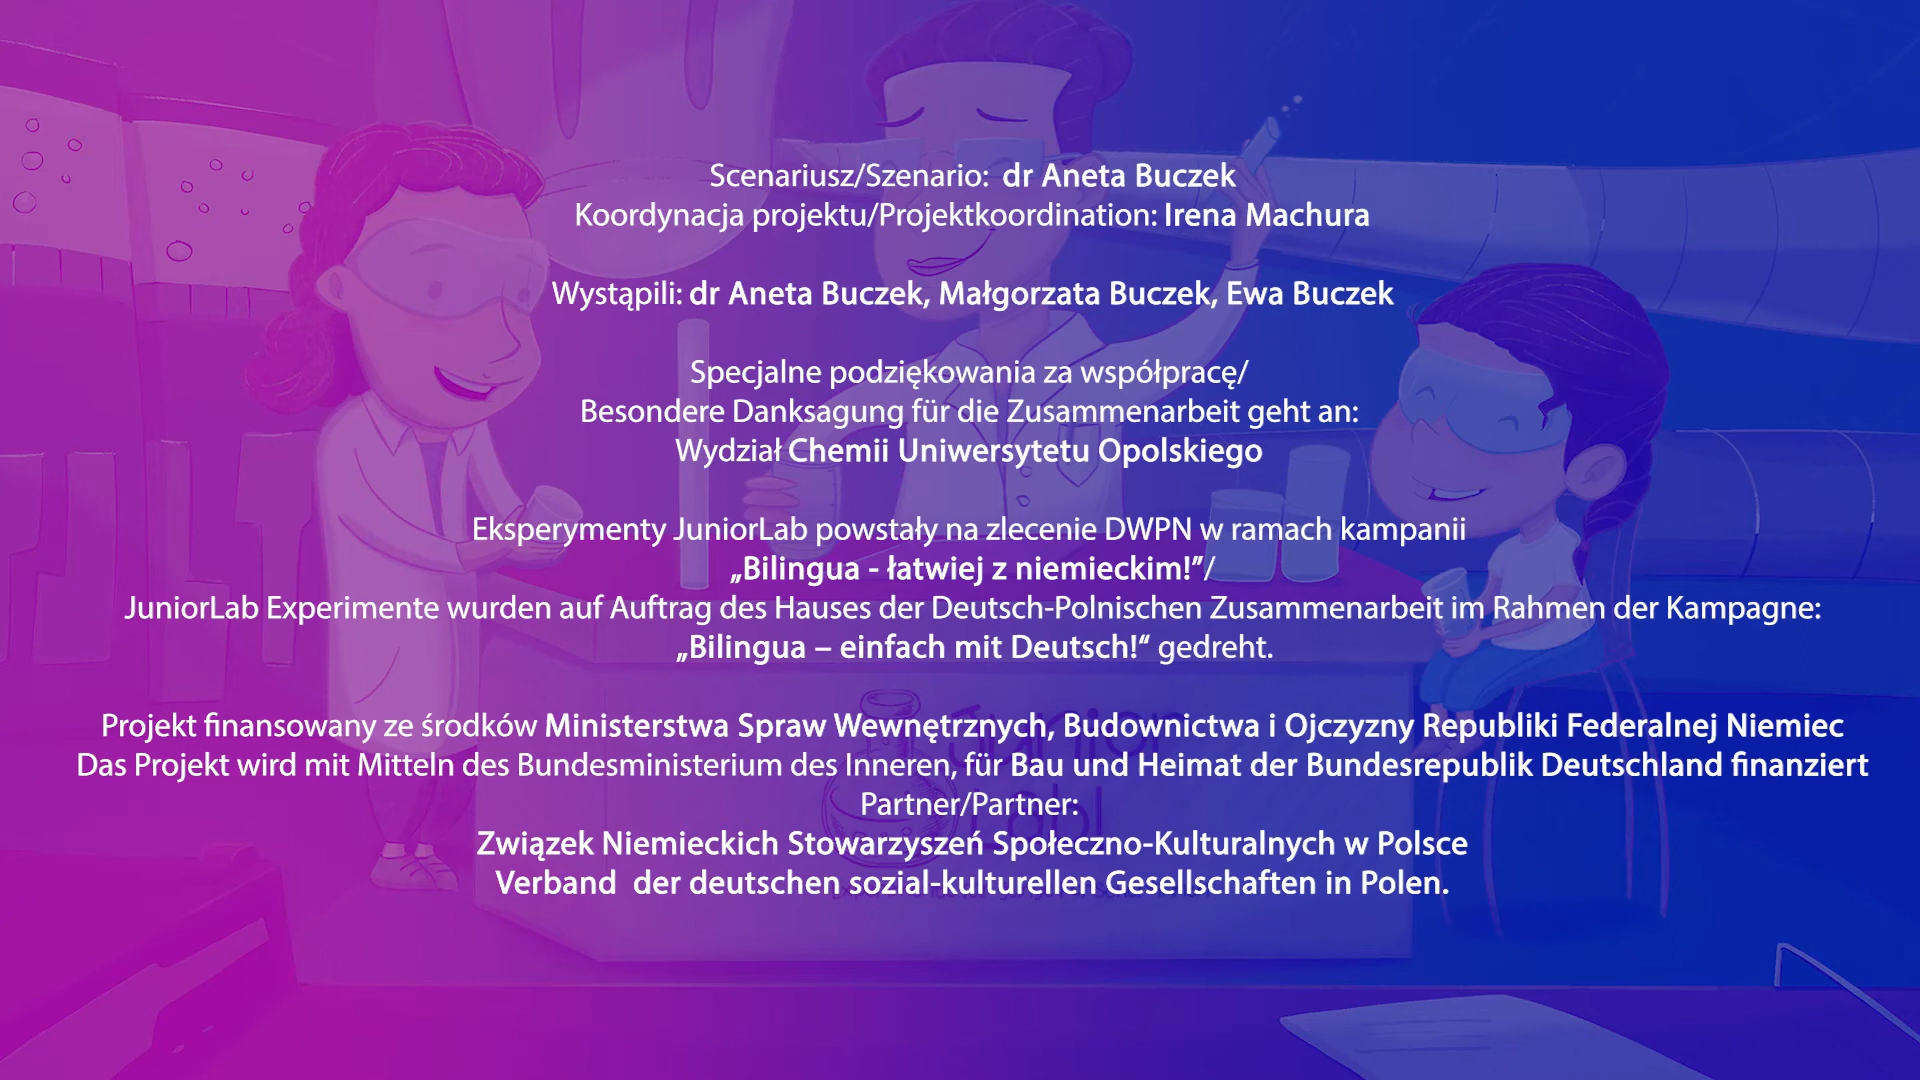 Scenariusz/Szenario: dr Aneta Buczek
Koordynacja projektu/Projektkoordination: Irena Machura
Wystąpili: dr Aneta Buczek, Małgorzata Buczek, Ewa Buczek
Specjalne podziękowania za współpracę/
Besondere Danksagung für die Zusammenarbeit geht an:
Wydział Chemii Uniwersytetu Opolskiego
Eksperymenty JuniorLab powstały na zlecenie DWPN w ramach kampanii
„Bilingua - łatwiej z niemieckim!”/
JuniorLab Experimente wurden auf Auftrag des Hauses der Deutsch-Polnischen Zusammenarbeit im Rahmen der Kampagne:
„Bilingua – einfach mit Deutsch!“ gedreht.
Projekt finansowany ze środków Ministerstwa Spraw Wewnętrznych, Budownictwa i Ojczyzny Republiki Federalnej Niemiec
Das Projekt wird mit Mitteln des Bundesministerium des Inneren, für Bau und Heimat der Bundesrepublik Deutschland finanziert
Partner/Partner:
Związek Niemieckich Stowarzyszeń Społeczno-Kulturalnych w Polsce
Verband der deutschen sozial-kulturellen Gesellschaften in Polen.